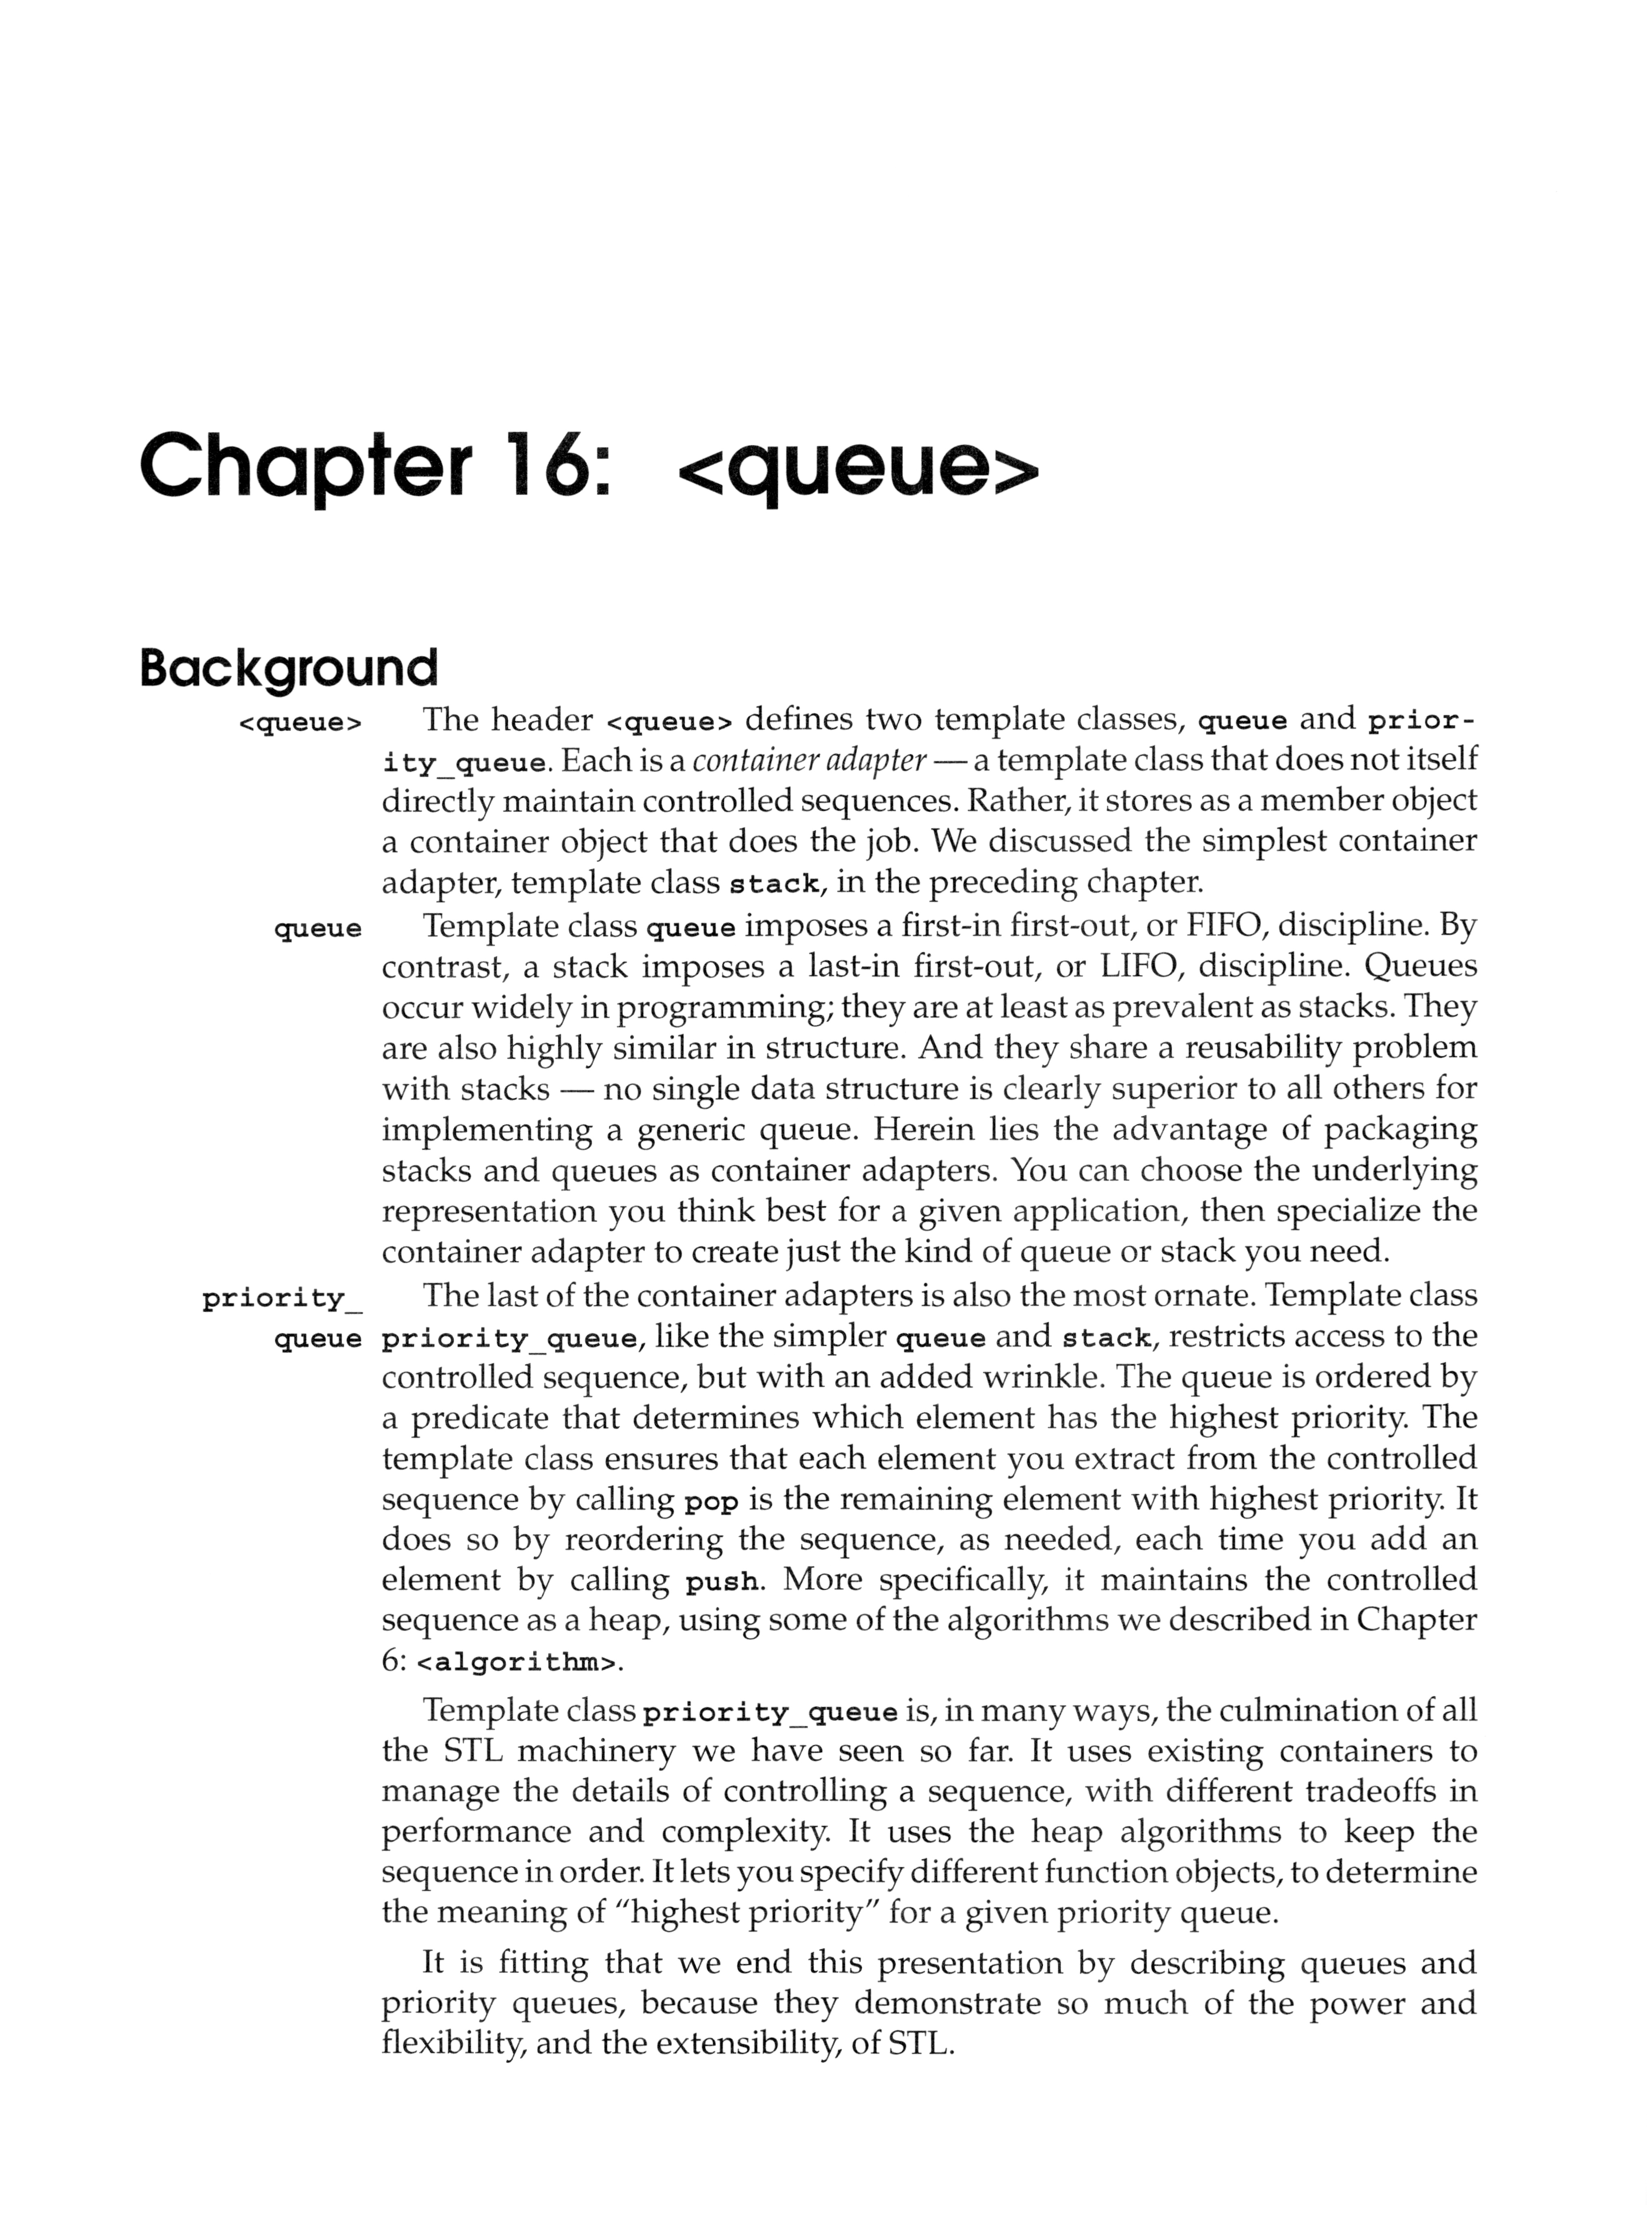 Chapter 16: <queue>
Background
<queue> The header <queue> defines two template classes, queue and prior-
ity_queue. Each is a container adapter — a template class that does not itself
directly maintain controlled sequences. Rather, it stores as a member object
a container object that does the job. We discussed the simplest container
adapter, template class stack, in the preceding chapter.
queue Template class queue imposes a first-in first-out, or FIFO, discipline. By
contrast, a stack imposes a last-in first-out, or LIFO, discipline. Queues
occur widely in programming; they are at least as prevalent as stacks. They
are also highly similar in structure. And they share a reusability problem
with stacks — no single data structure is clearly superior to all others for
implementing a generic queue. Herein lies the advantage of packaging
stacks and queues as container adapters. You can choose the underlying
representation you think best for a given application, then specialize the
container adapter to create just the kind of queue or stack you need.
priority_ The last of the container adapters is also the most ornate. Template class
queue priority_queue, like the simpler queue and stack, restricts access to the
controlled sequence, but with an added wrinkle. The queue is ordered by
a predicate that determines which element has the highest priority. The
template class ensures that each element you extract from the controlled
sequence by calling pop is the remaining element with highest priority. It
does so by reordering the sequence, as needed, each time you add an
element by calling push. More specifically, it maintains the controlled
sequence as a heap, using some of the algorithms we described in Chapter
6: <algorithm>.
Template class priority_queue is, in many ways, the culmination of all
the STL machinery we have seen so far. It uses existing containers to
manage the details of controlling a sequence, with different tradeoffs in
performance and complexity. It uses the heap algorithms to keep the
sequence in order. It lets you specify different function objects, to determine
the meaning of "highest priority" for a given priority queue.
It is fitting that we end this presentation by describing queues and
priority queues, because they demonstrate so much of the power and
flexibility, and the extensibility, of STL.